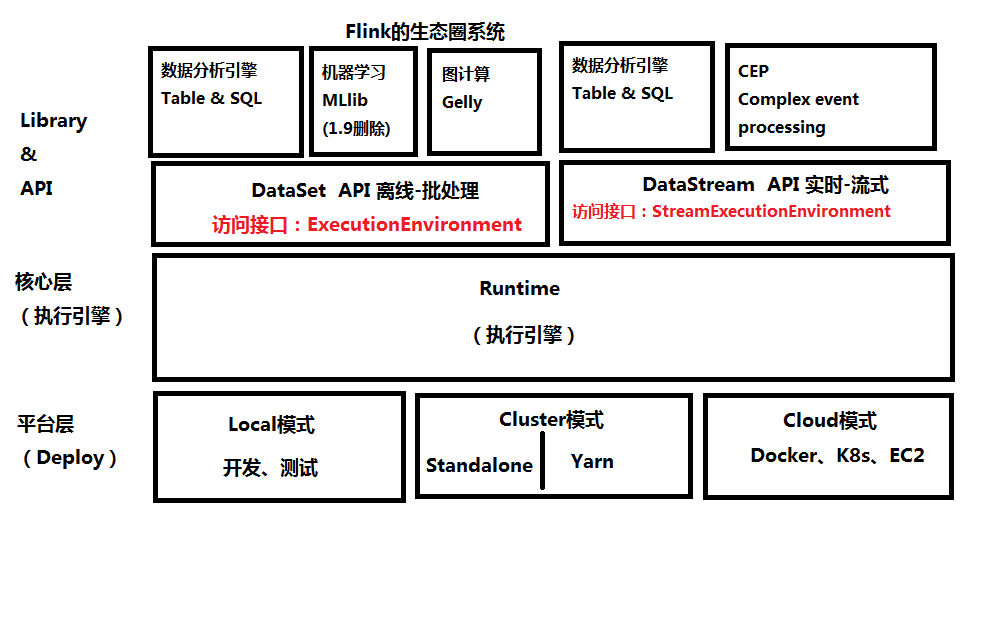 Flink的生态圈系统
Library
&
API
数据分析引擎
Table & SQL
机器学习
MLlib
(1.9删除)
图计算
Gelly
数据分析引擎
Table & SQL
CEP
Complex event
processing
DataSet API 离线-批处理
访问接口：ExecutionEnvironment
DataStream API 实时-流式
访问接口：StreamExecutionEnvironment
核心层
（执行引擎）
Runtime
（执行引擎）
平台层
（Deploy）
Local模式
开发、测试
Cluster模式
Standalone
Yarn
Cloud模式
Docker、K8s、EC2